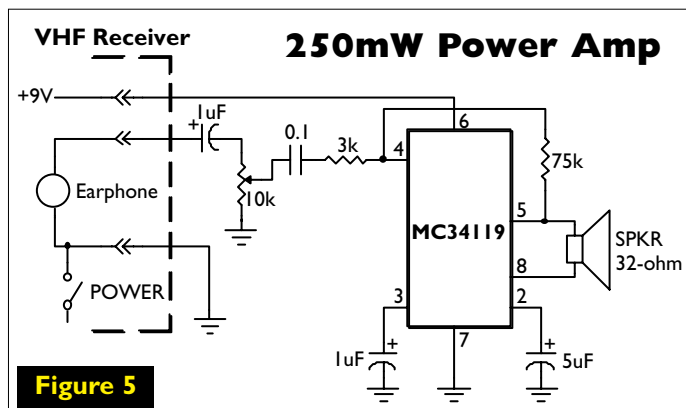 VHF Receiver
250mW Power Amp
+9V
1uF
+
0.1
3k
4
6
75k
Earphone
10k
MC34119
5
SPKR
32-ohm
8
POWER
3
2
7
1uF
+
5uF
+
Figure 5